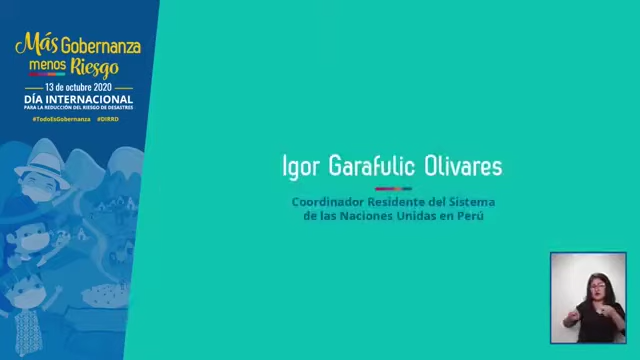 Más Gobernanza
menos Riesgo
13 de octubre 2020
DÍA INTERNACIONAL
PARA LA REDUCCIÓN DEL RIESGO DE DESASTRES
#TodoEsGobernanza #DIRRD
Igor Garafulic Olivares
Coordinador Residente del Sistema
de las Naciones Unidas en Perú